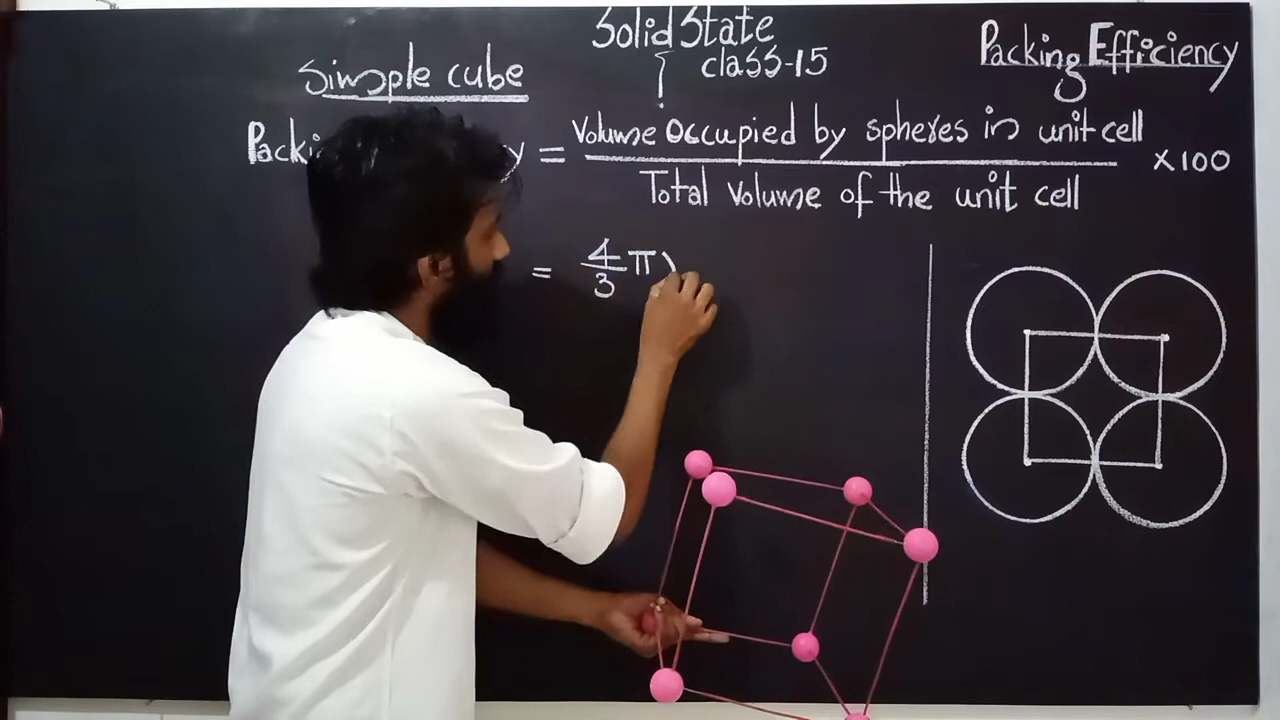 Solid State
class-15
Packing Efficiency
Simple cube
Packi y = Volume Occupied by spheres in unit cell
Total Volume of the unit cell
×100
= 4/3 π